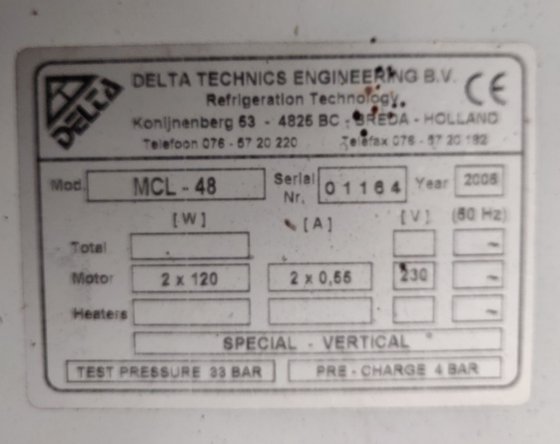 DELTA
DELTA TECHNICS ENGINEERING B.V. CE
Refrigeration Technology
Konijnenberg 53 - 4825 BC - BREDA - HOLLAND
Telefoon 076 - 57 20 220 Telefax 076 - 57 20 192
Mod. MCL - 48 Serial Nr. 01164 Year 2006
[W] [A] [V] (50 Hz)
Total ~
Motor 2 x 120 2 x 0,55 230 ~
Heaters ~
SPECIAL - VERTICAL
TEST PRESSURE 33 BAR PRE - CHARGE 4 BAR